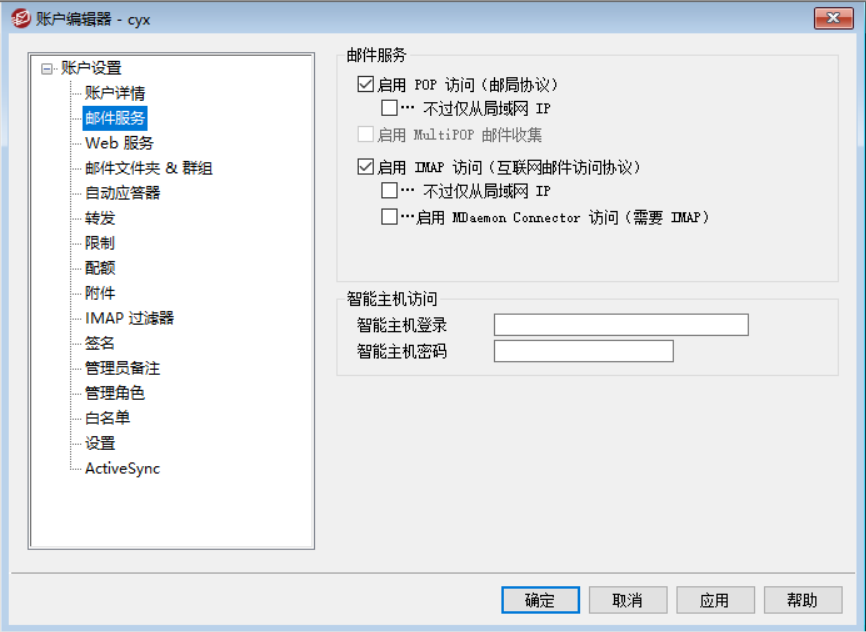 账户编辑器 - cyx
账户设置
账户详情
邮件服务
Web 服务
邮件文件夹 & 群组
自动应答器
转发
限制
配额
附件
IMAP 过滤器
签名
管理员备注
管理角色
白名单
设置
ActiveSync
邮件服务
启用 POP 访问(邮局协议)
… 不过仅从局域网 IP
启用 MultiPOP 邮件收集
启用 IMAP 访问(互联网邮件访问协议)
… 不过仅从局域网 IP
…启用 MDaemon Connector 访问(需要 IMAP)
智能主机访问
智能主机登录
智能主机密码
确定 取消 应用 帮助